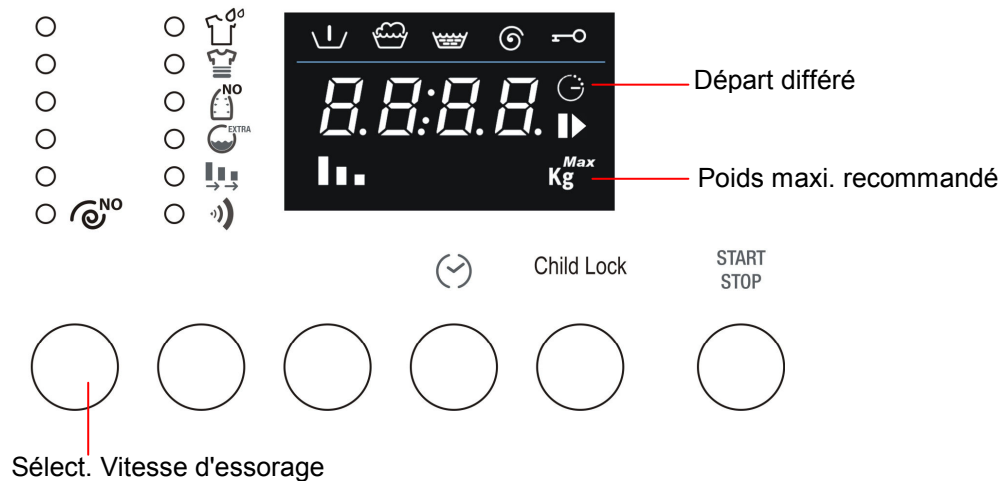 NO
EXTRA
NO
8.8:8.8.
Max
Kg
Départ différé
Poids maxi. recommandé
Child Lock
START
STOP
Sélect. Vitesse d'essorage